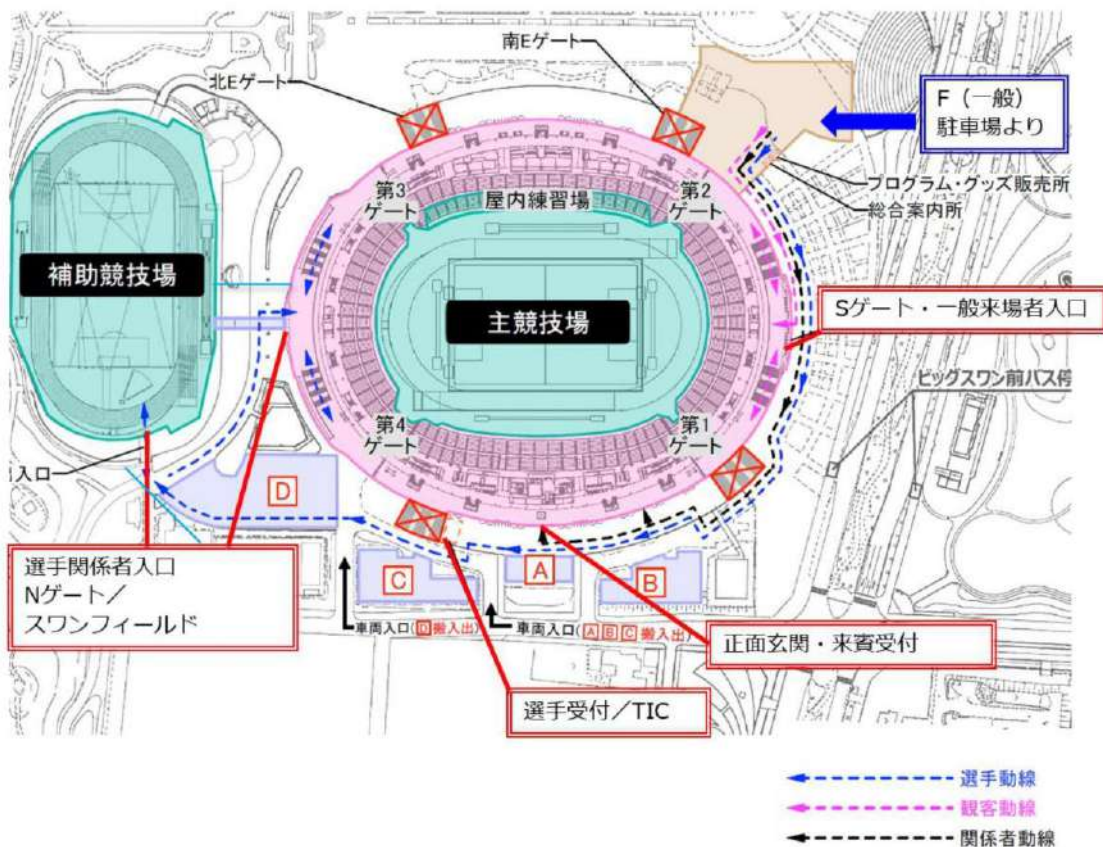 南Eゲート
北Eゲート
F（一般）
駐車場より
プログラム・グッズ販売所
総合案内所
第3
ゲート
屋内練習場
第2
ゲート
補助競技場
主競技場
Sゲート・一般来場者入口
ビッグスワン前バス停
第4
ゲート
第1
ゲート
入口
D
選手関係者入口
Nゲート／
スワンフィールド
C
A
B
車両入口(D搬入出)
車両入口(A B C 搬入出)
正面玄関・来賓受付
選手受付／TIC
選手動線
観客動線
関係者動線